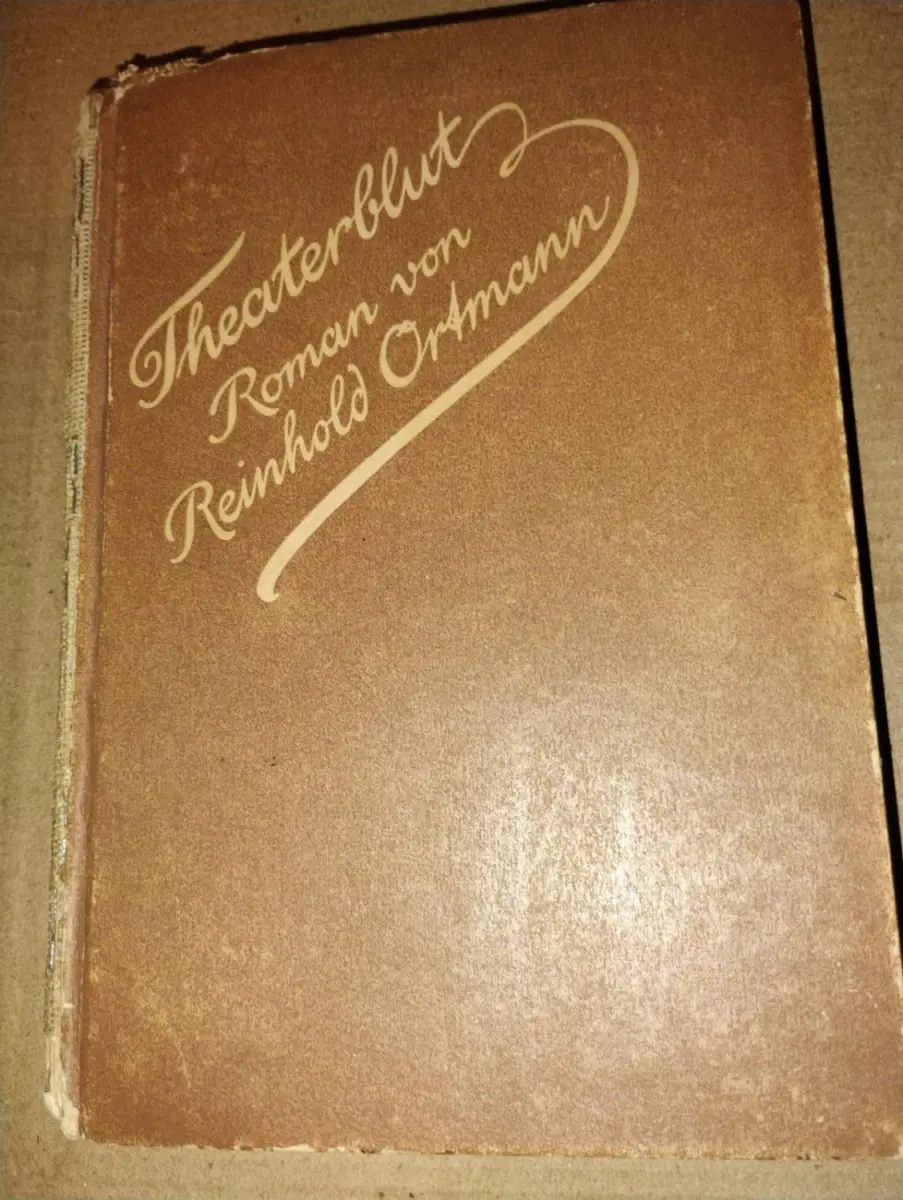 Theaterblut
Roman von
Reinhold Ortmann